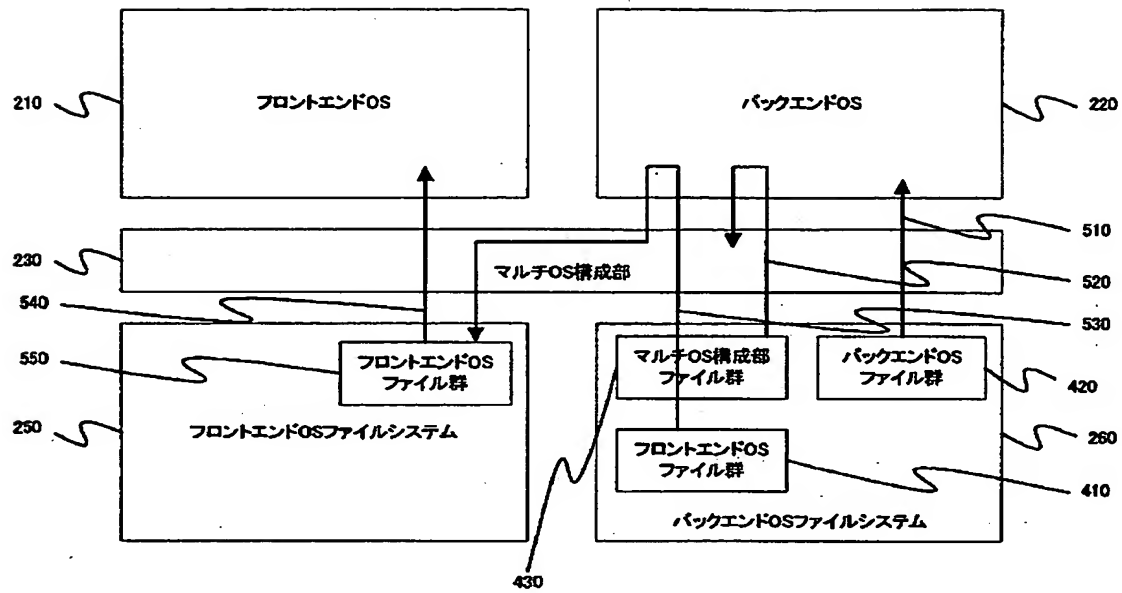 フロントエンドOS
バックエンドOS
210
220
510
230
マルチOS構成部
520
540
530
550
フロントエンドOS
ファイル群
マルチOS構成部
ファイル群
バックエンドOS
ファイル群
420
250
フロントエンドOSファイルシステム
260
フロントエンドOS
ファイル群
410
バックエンドOSファイルシステム
430